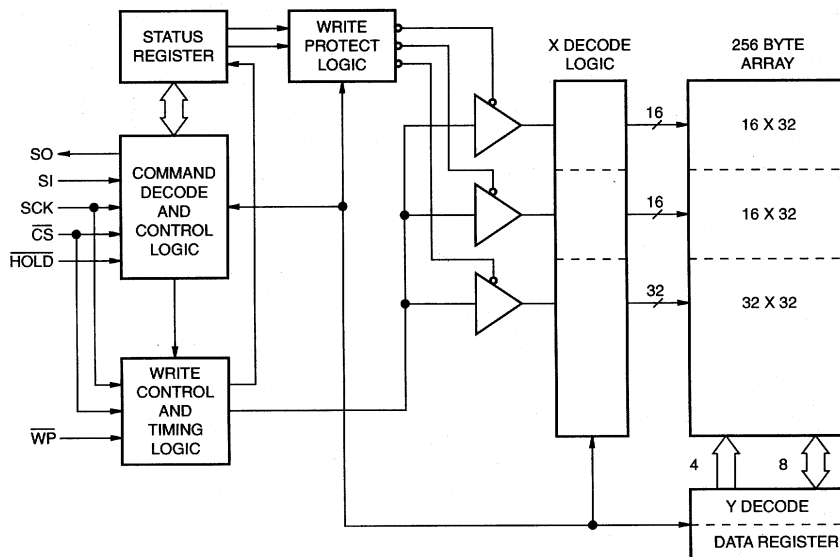 STATUS
REGISTER
WRITE
PROTECT
LOGIC
X DECODE
LOGIC
256 BYTE
ARRAY
SO
SI
SCK
CS
HOLD
COMMAND
DECODE
AND
CONTROL
LOGIC
16
16 X 32
16
16 X 32
32
32 X 32
WP
WRITE
CONTROL
AND
TIMING
LOGIC
4
8
Y DECODE
DATA REGISTER